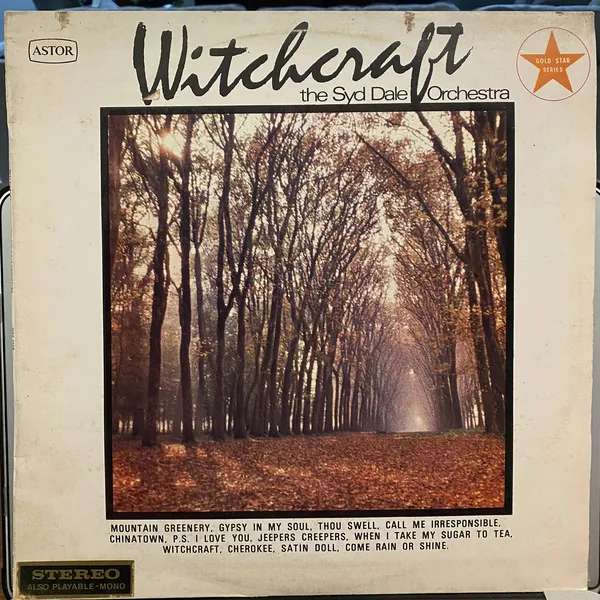 ASTOR
Witchcraft
the Syd Dale Orchestra
GOLD STAR
SERIES
MOUNTAIN GREENERY, GYPSY IN MY SOUL, THOU SWELL, CALL ME IRRESPONSIBLE,
CHINATOWN, P.S. I LOVE YOU, JEEPERS CREEPERS, WHEN I TAKE MY SUGAR TO TEA,
WITCHCRAFT, CHEROKEE, SATIN DOLL, COME RAIN OR SHINE.
STEREO
ALSO PLAYABLE-MONO